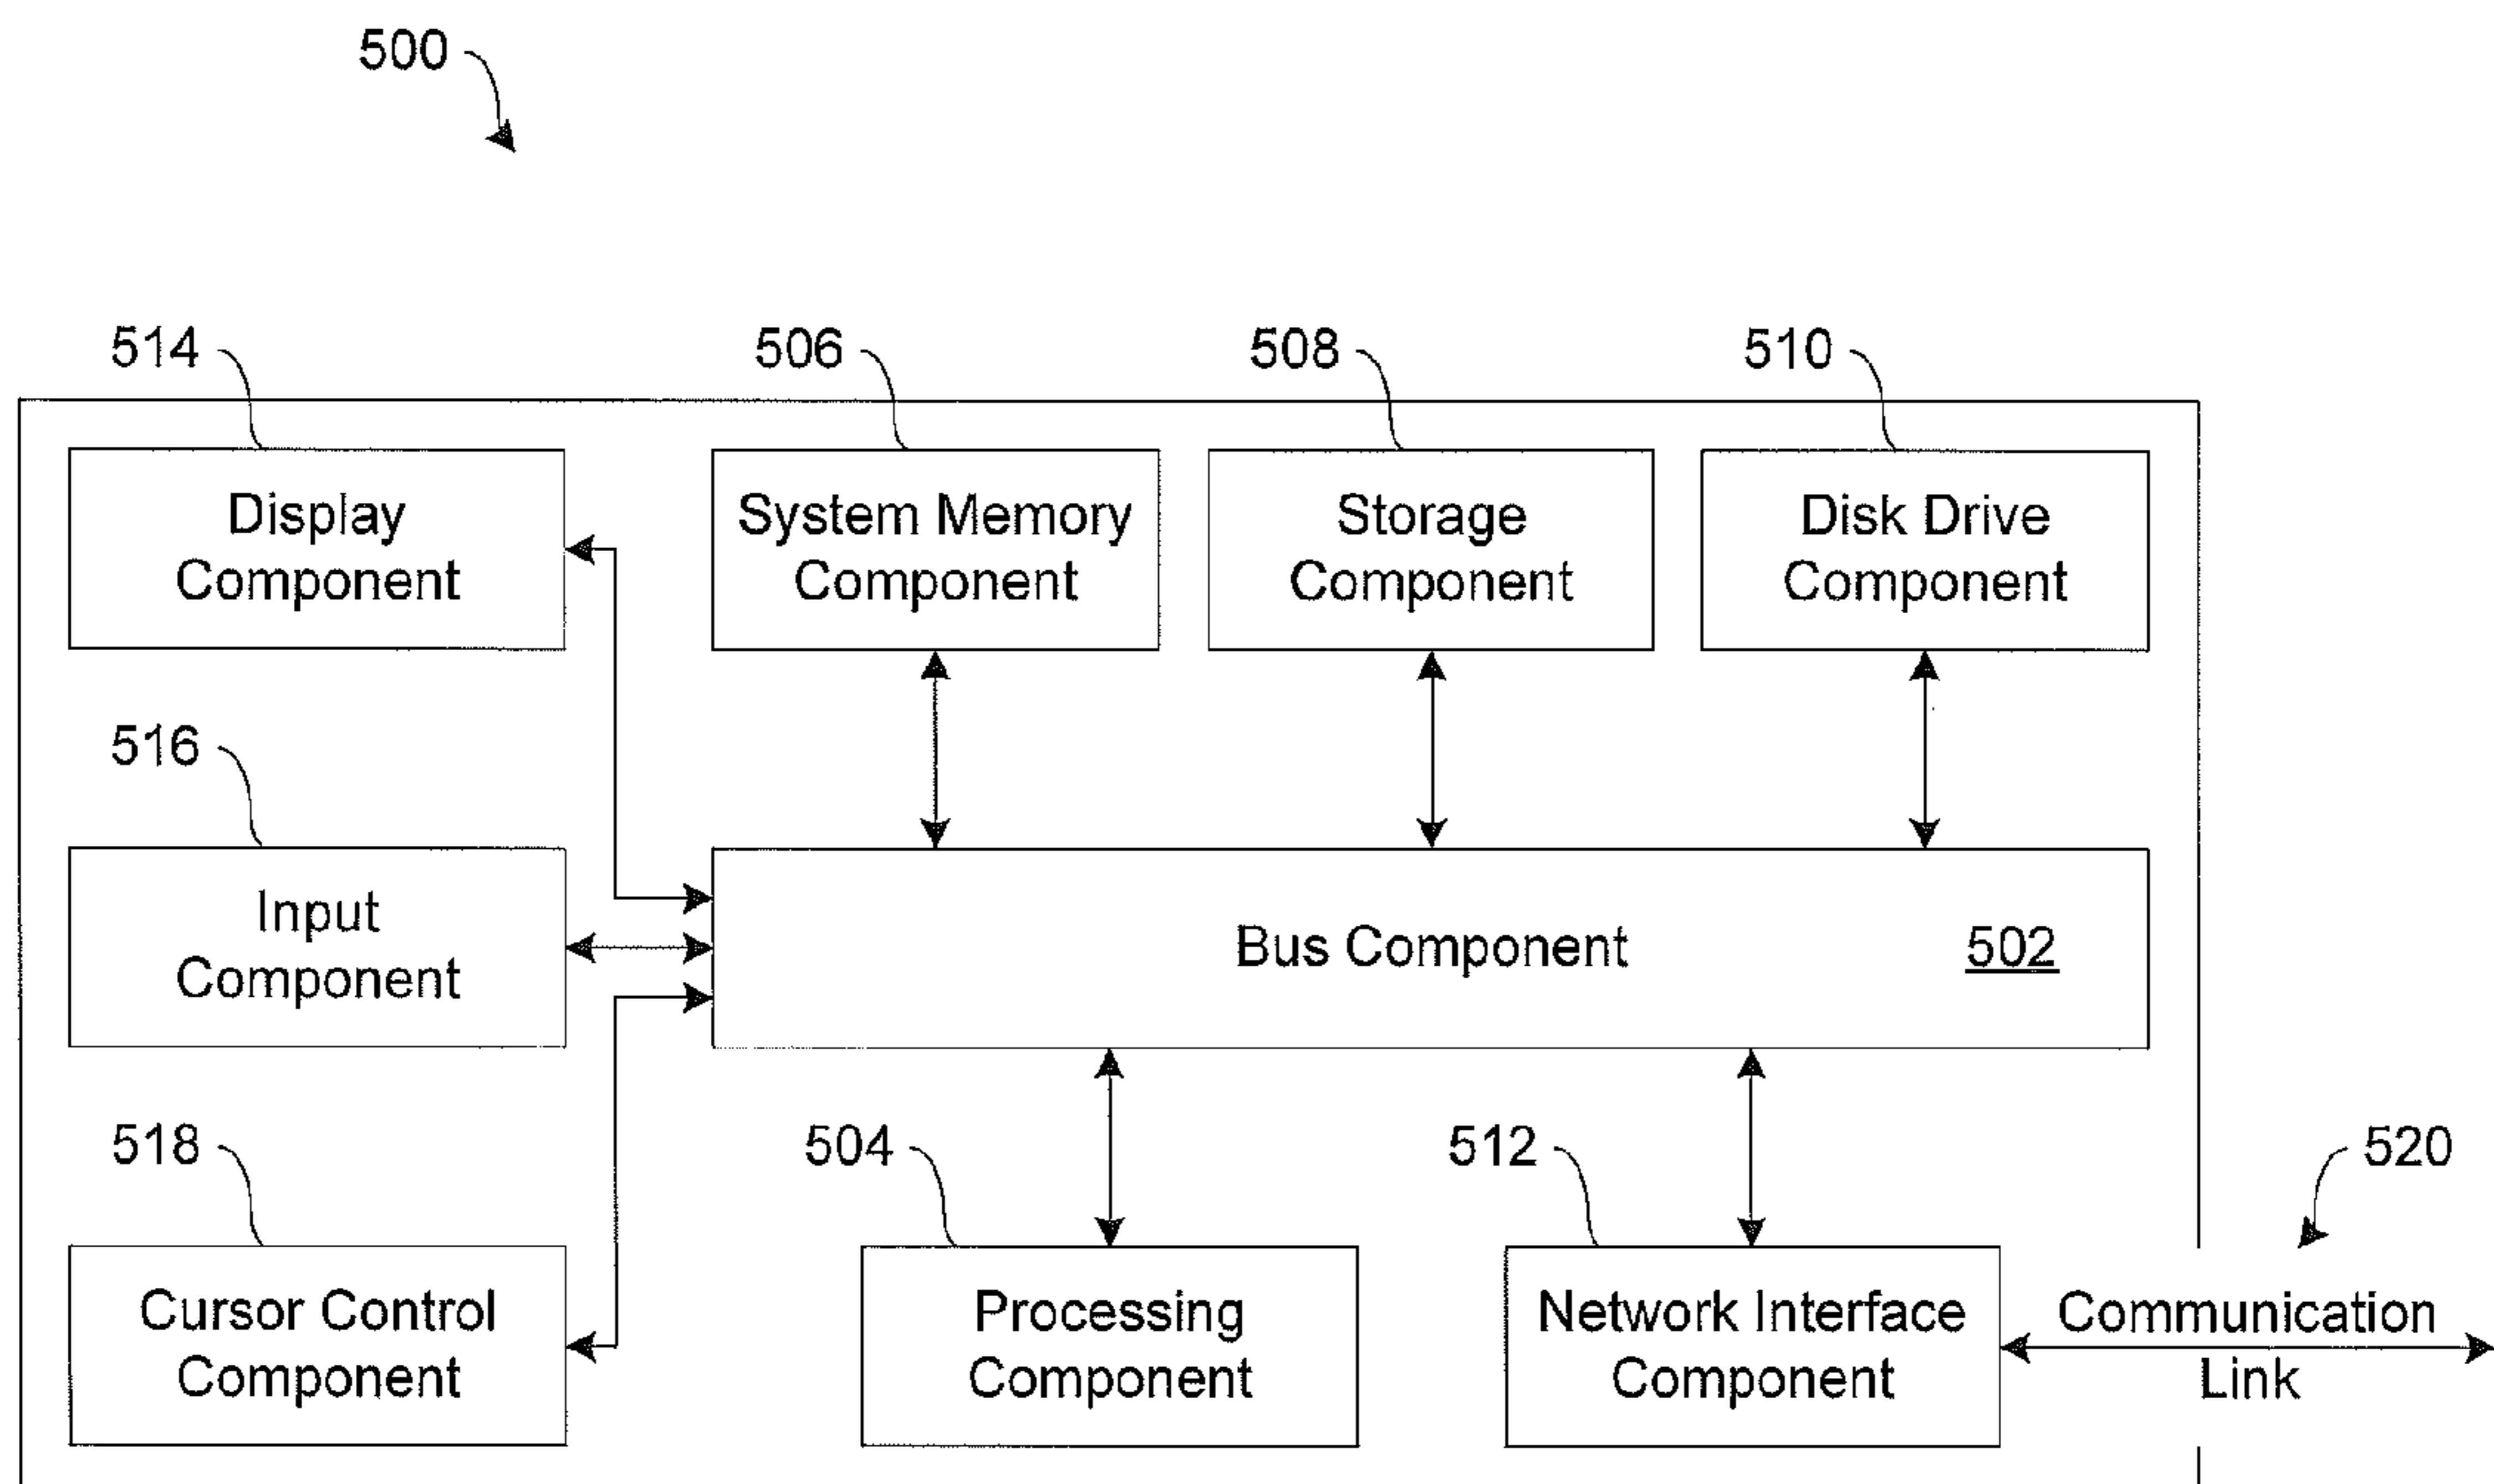 500
514
506
508
510
Display
Component
System Memory
Component
Storage
Component
Disk Drive
Component
516
Input
Component
Bus Component
502
518
504
512
520
Cursor Control
Component
Processing
Component
Network Interface
Component
Communication
Link